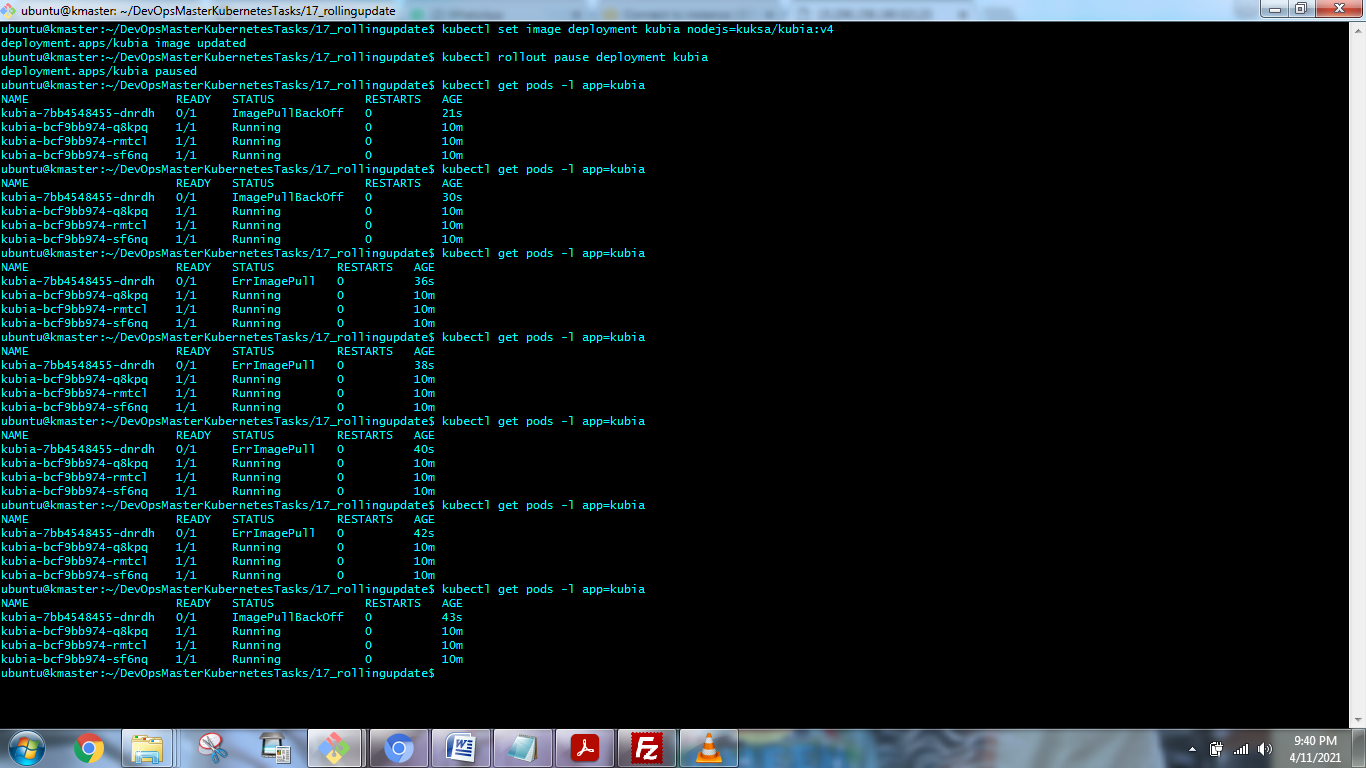 ubuntu@kmaster: ~/DevOpsMasterKubernetesTasks/17_rollingupdate
ubuntu@kmaster:~/DevOpsMasterKubernetesTasks/17_rollingupdate$ kubectl set image deployment kubia nodejs=kuksa/kubia:v4
deployment.apps/kubia image updated
ubuntu@kmaster:~/DevOpsMasterKubernetesTasks/17_rollingupdate$ kubectl rollout pause deployment kubia
deployment.apps/kubia paused
ubuntu@kmaster:~/DevOpsMasterKubernetesTasks/17_rollingupdate$ kubectl get pods -l app=kubia
NAME READY STATUS RESTARTS AGE
kubia-7bb4548455-dnrdh 0/1 ImagePullBackOff 0 21s
kubia-bcf9bb974-q8kpq 1/1 Running 0 10m
kubia-bcf9bb974-rmtcl 1/1 Running 0 10m
kubia-bcf9bb974-sf6nq 1/1 Running 0 10m
ubuntu@kmaster:~/DevOpsMasterKubernetesTasks/17_rollingupdate$ kubectl get pods -l app=kubia
NAME READY STATUS RESTARTS AGE
kubia-7bb4548455-dnrdh 0/1 ImagePullBackOff 0 30s
kubia-bcf9bb974-q8kpq 1/1 Running 0 10m
kubia-bcf9bb974-rmtcl 1/1 Running 0 10m
kubia-bcf9bb974-sf6nq 1/1 Running 0 10m
ubuntu@kmaster:~/DevOpsMasterKubernetesTasks/17_rollingupdate$ kubectl get pods -l app=kubia
NAME READY STATUS RESTARTS AGE
kubia-7bb4548455-dnrdh 0/1 ErrImagePull 0 36s
kubia-bcf9bb974-q8kpq 1/1 Running 0 10m
kubia-bcf9bb974-rmtcl 1/1 Running 0 10m
kubia-bcf9bb974-sf6nq 1/1 Running 0 10m
ubuntu@kmaster:~/DevOpsMasterKubernetesTasks/17_rollingupdate$ kubectl get pods -l app=kubia
NAME READY STATUS RESTARTS AGE
kubia-7bb4548455-dnrdh 0/1 ErrImagePull 0 38s
kubia-bcf9bb974-q8kpq 1/1 Running 0 10m
kubia-bcf9bb974-rmtcl 1/1 Running 0 10m
kubia-bcf9bb974-sf6nq 1/1 Running 0 10m
ubuntu@kmaster:~/DevOpsMasterKubernetesTasks/17_rollingupdate$ kubectl get pods -l app=kubia
NAME READY STATUS RESTARTS AGE
kubia-7bb4548455-dnrdh 0/1 ErrImagePull 0 40s
kubia-bcf9bb974-q8kpq 1/1 Running 0 10m
kubia-bcf9bb974-rmtcl 1/1 Running 0 10m
kubia-bcf9bb974-sf6nq 1/1 Running 0 10m
ubuntu@kmaster:~/DevOpsMasterKubernetesTasks/17_rollingupdate$ kubectl get pods -l app=kubia
NAME READY STATUS RESTARTS AGE
kubia-7bb4548455-dnrdh 0/1 ErrImagePull 0 42s
kubia-bcf9bb974-q8kpq 1/1 Running 0 10m
kubia-bcf9bb974-rmtcl 1/1 Running 0 10m
kubia-bcf9bb974-sf6nq 1/1 Running 0 10m
ubuntu@kmaster:~/DevOpsMasterKubernetesTasks/17_rollingupdate$ kubectl get pods -l app=kubia
NAME READY STATUS RESTARTS AGE
kubia-7bb4548455-dnrdh 0/1 ImagePullBackOff 0 43s
kubia-bcf9bb974-q8kpq 1/1 Running 0 10m
kubia-bcf9bb974-rmtcl 1/1 Running 0 10m
kubia-bcf9bb974-sf6nq 1/1 Running 0 10m
ubuntu@kmaster:~/DevOpsMasterKubernetesTasks/17_rollingupdate$
9:40 PM
4/11/2021